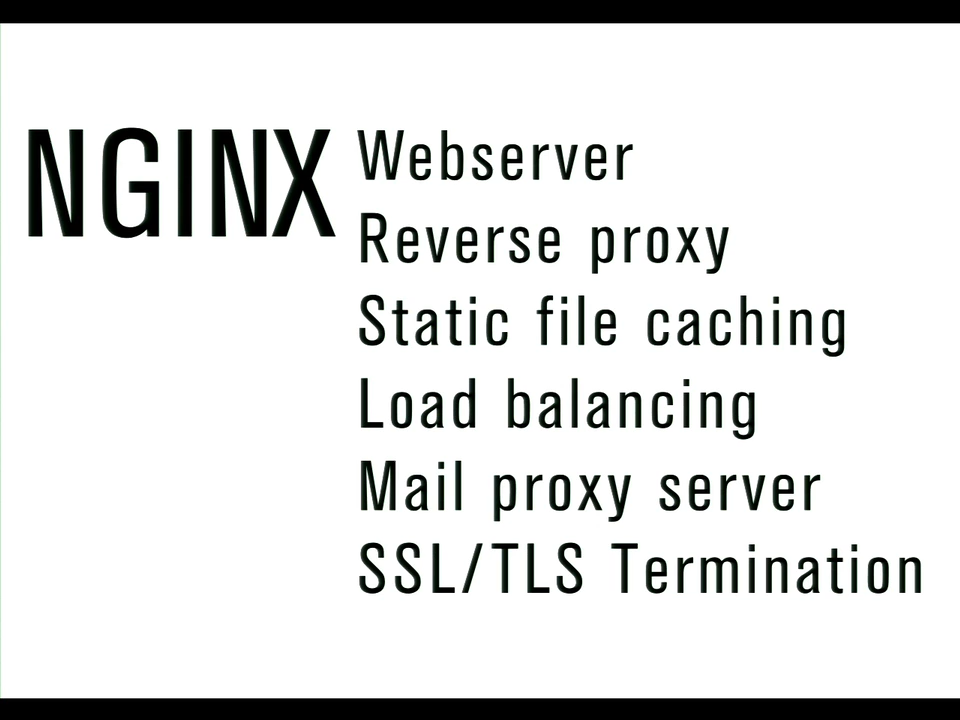 NGINX
Webserver
Reverse proxy
Static file caching
Load balancing
Mail proxy server
SSL/TLS Termination